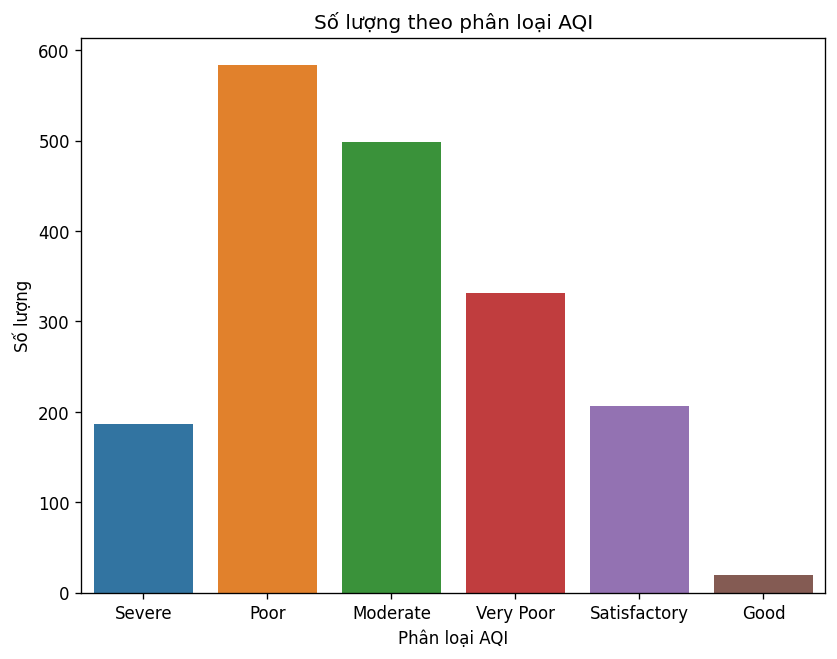 Số lượng theo phân loại AQI
600
500
400
300
200
100
0
Số lượng
Severe Poor Moderate Very Poor Satisfactory Good
Phân loại AQI